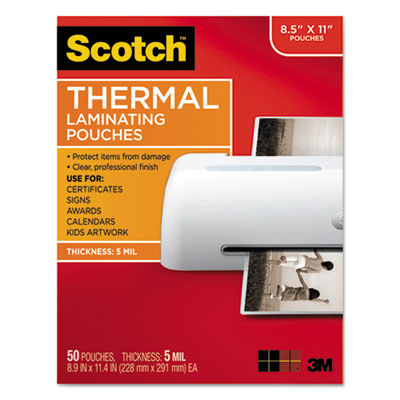 Scotch™
8.5" X 11"
POUCHES
THERMAL
LAMINATING
POUCHES
• Protect items from damage
• Clear, professional finish
USE FOR:
CERTIFICATES
SIGNS
AWARDS
CALENDARS
KIDS ARTWORK
THICKNESS: 5 MIL
50 POUCHES, THICKNESS: 5 MIL
8.9 IN X 11.4 IN (228 mm X 291 mm) EA
3M